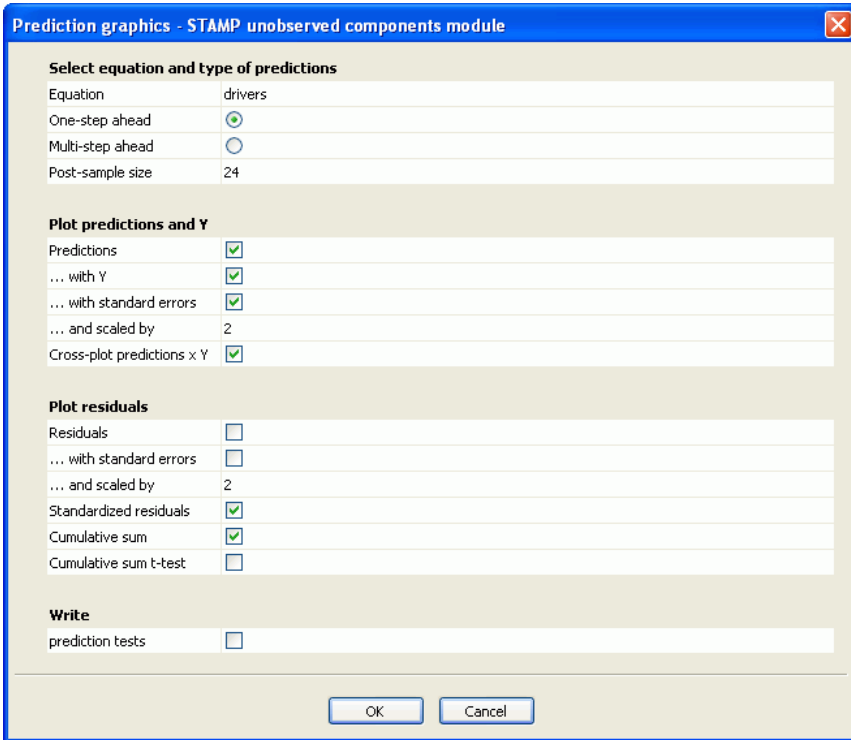 Prediction graphics - STAMP unobserved components module
Select equation and type of predictions
Equation drivers
One-step ahead
Multi-step ahead
Post-sample size 24
Plot predictions and Y
Predictions
... with Y
... with standard errors
... and scaled by 2
Cross-plot predictions x Y
Plot residuals
Residuals
... with standard errors
... and scaled by 2
Standardized residuals
Cumulative sum
Cumulative sum t-test
Write
prediction tests
OK Cancel